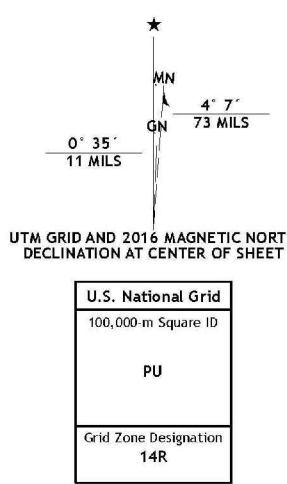 MN
4° 7´
GN
73 MILS
0° 35´
11 MILS
UTM GRID AND 2016 MAGNETIC NORT
DECLINATION AT CENTER OF SHEET
U.S. National Grid
100,000-m Square ID
PU
Grid Zone Designation
14R